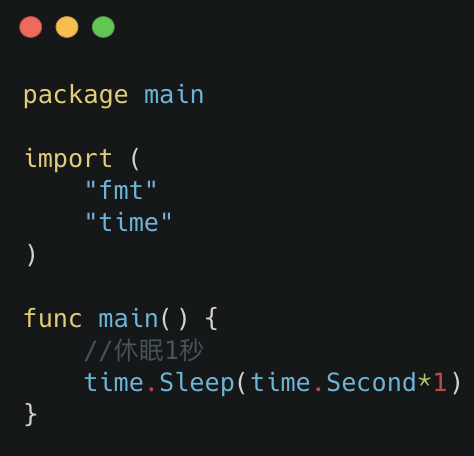 package main
import (
"fmt"
"time"
)
func main() {
//休眠1秒
time.Sleep(time.Second*1)
}